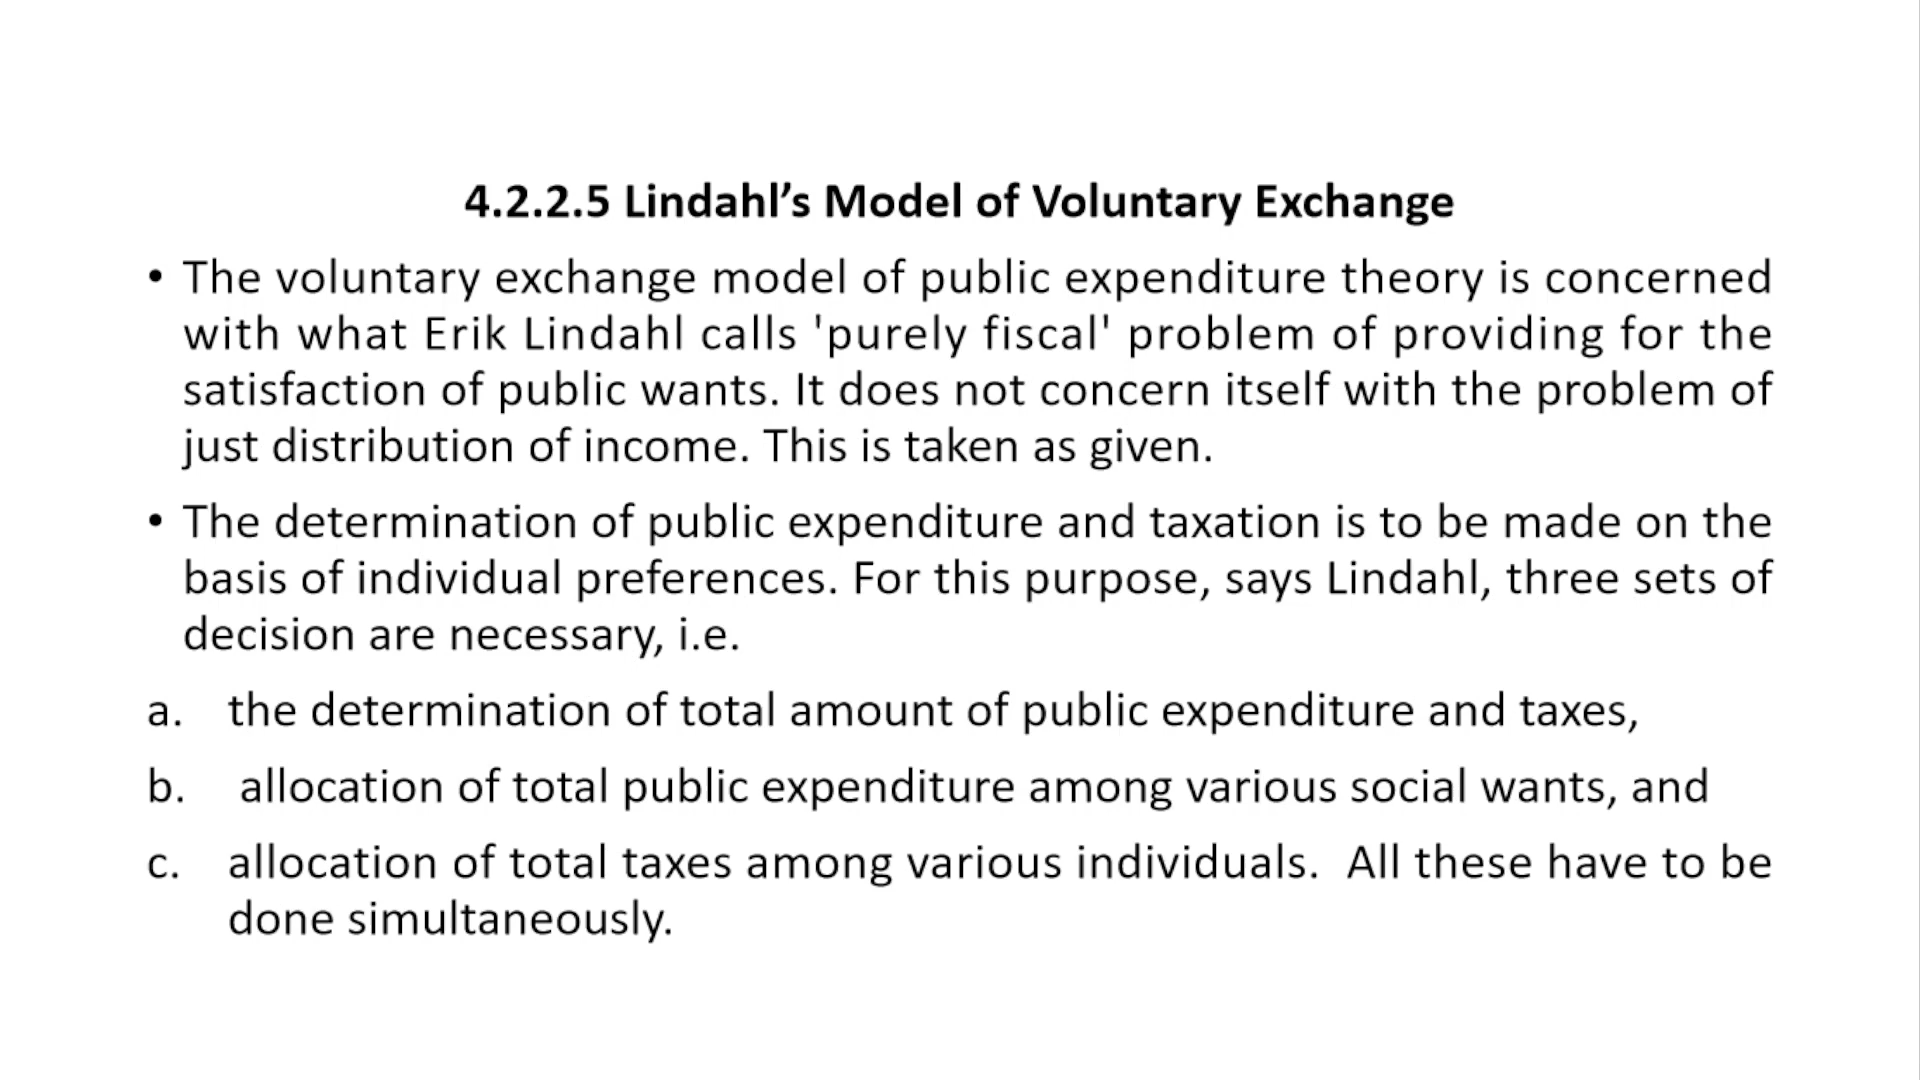 4.2.2.5 Lindahl’s Model of Voluntary Exchange
• The voluntary exchange model of public expenditure theory is concerned
with what Erik Lindahl calls 'purely fiscal' problem of providing for the
satisfaction of public wants. It does not concern itself with the problem of
just distribution of income. This is taken as given.
• The determination of public expenditure and taxation is to be made on the
basis of individual preferences. For this purpose, says Lindahl, three sets of
decision are necessary, i.e.
a. the determination of total amount of public expenditure and taxes,
b. allocation of total public expenditure among various social wants, and
c. allocation of total taxes among various individuals. All these have to be
done simultaneously.